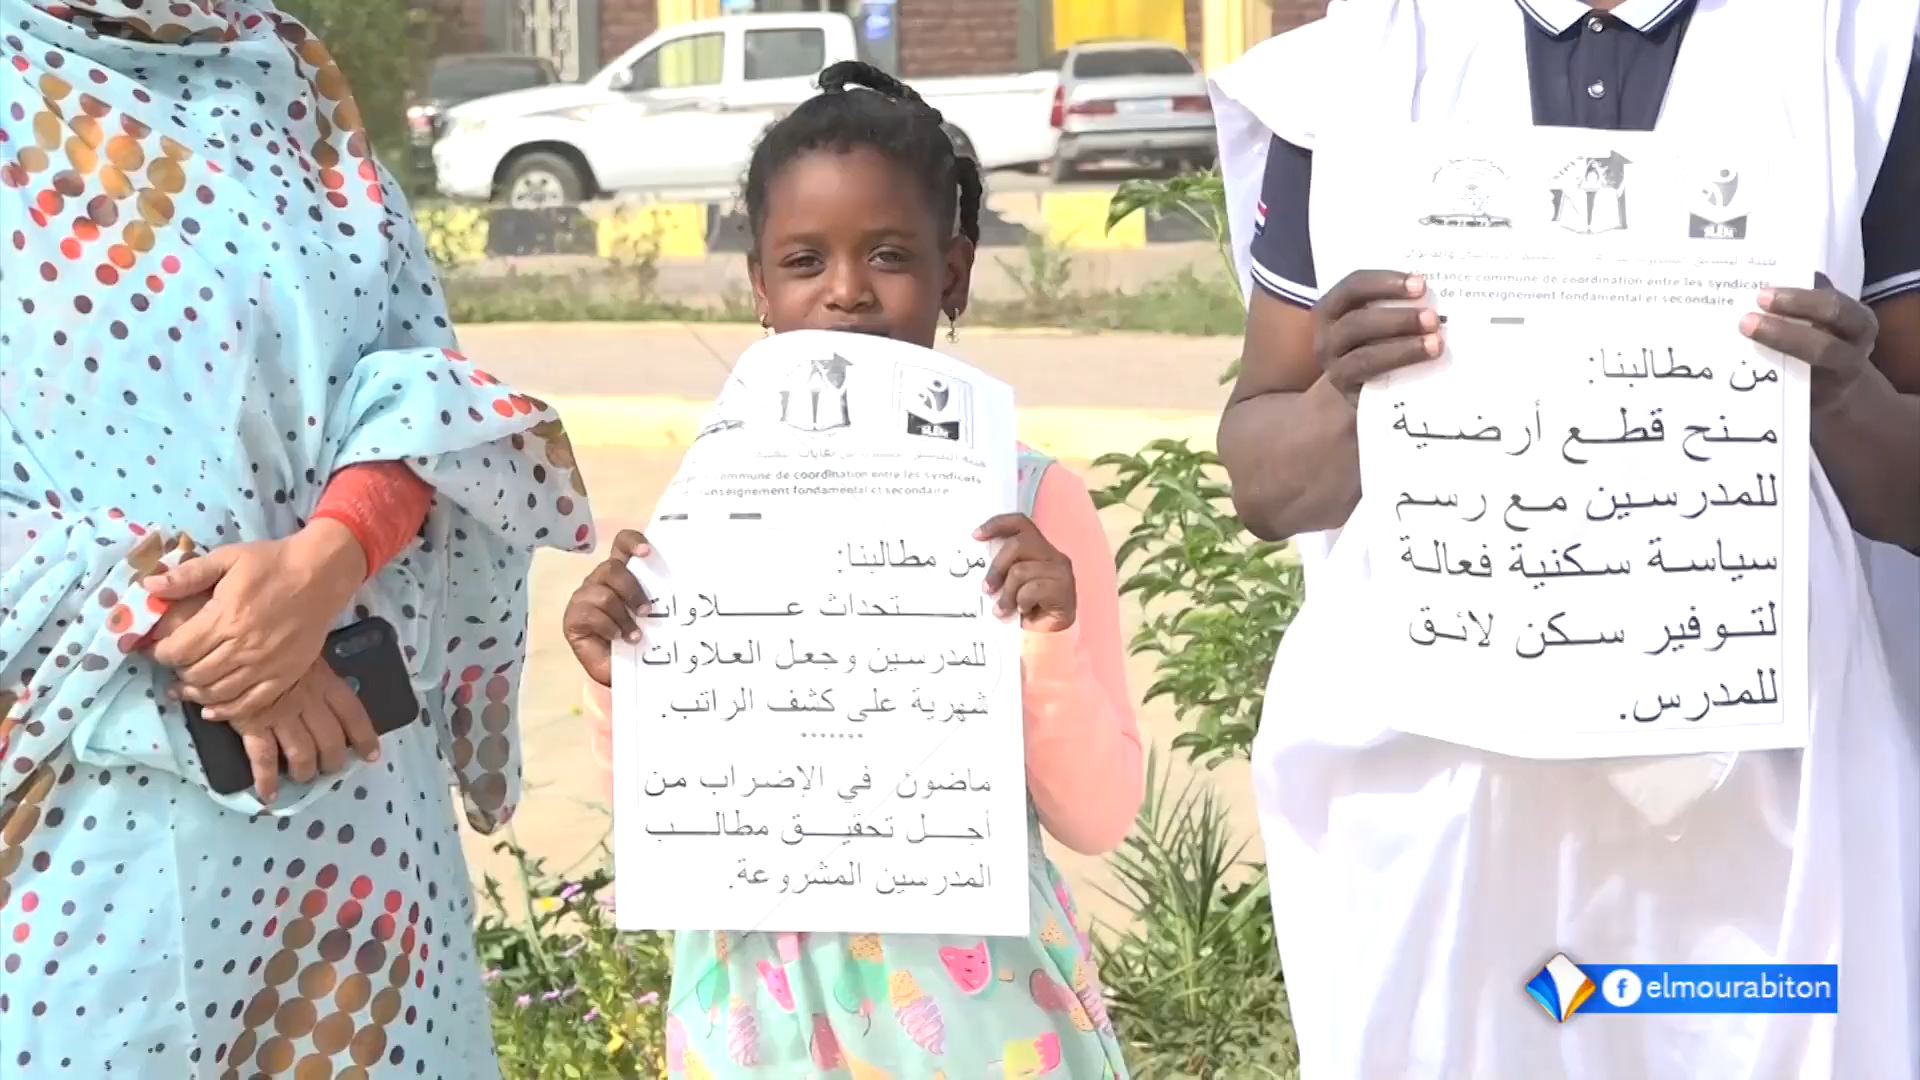 commune de coordination entre les syndicats
enseignement fondamental et secondaire
من مطالبنا:
استحداث علاوات
للمدرسين وجعل العلاوات
شهرية على كشف الراتب.
*******
ماضون في الإضراب من
أجل تحقيق مطالب
المدرسين المشروعة.
instance commune de coordination entre les syndicats
de l'enseignement fondamental et secondaire
من مطالبنا:
منح قطع أرضية
للمدرسين مع رسم
سياسة سكنية فعالة
لتوفير سكن لائق
للمدرس.
elmourabiton